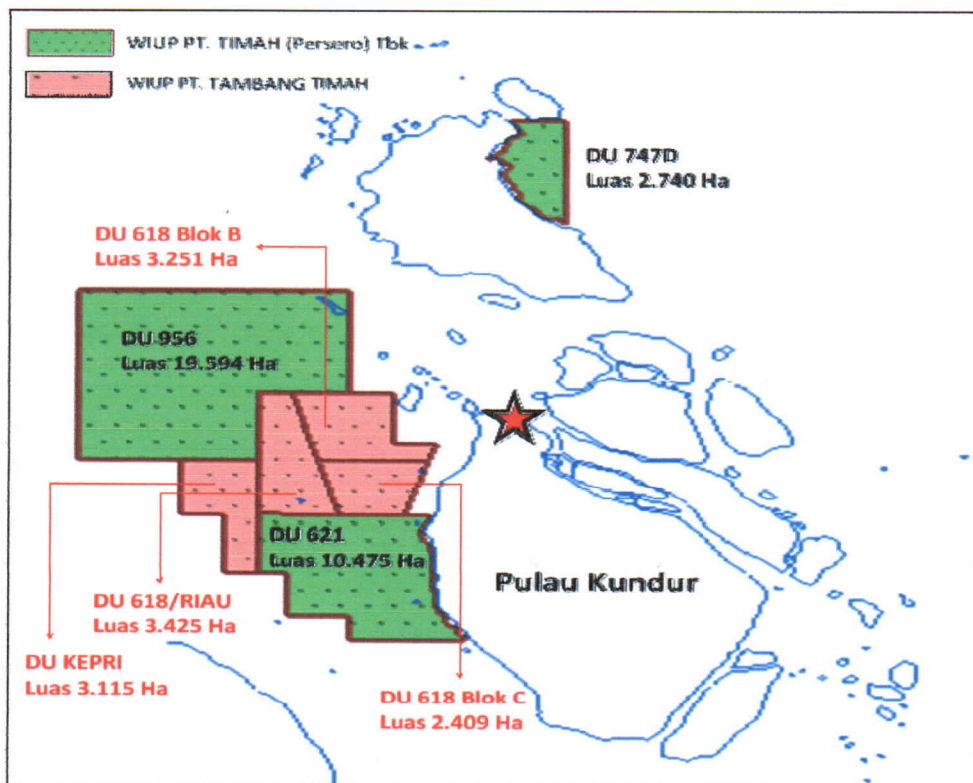 WIUP PT. TIMAH (Persero) Tbk
WIUP PT. TAMBANG TIMAH
DU 747D
Luas 2.740 Ha
DU 618 Blok B
Luas 3.251 Ha
DU 956
Luas 19.594 Ha
DU 621
Luas 10.475 Ha
Pulau Kundur
DU 618/RIAU
Luas 3.425 Ha
DU KEPRI
Luas 3.115 Ha
DU 618 Blok C
Luas 2.409 Ha